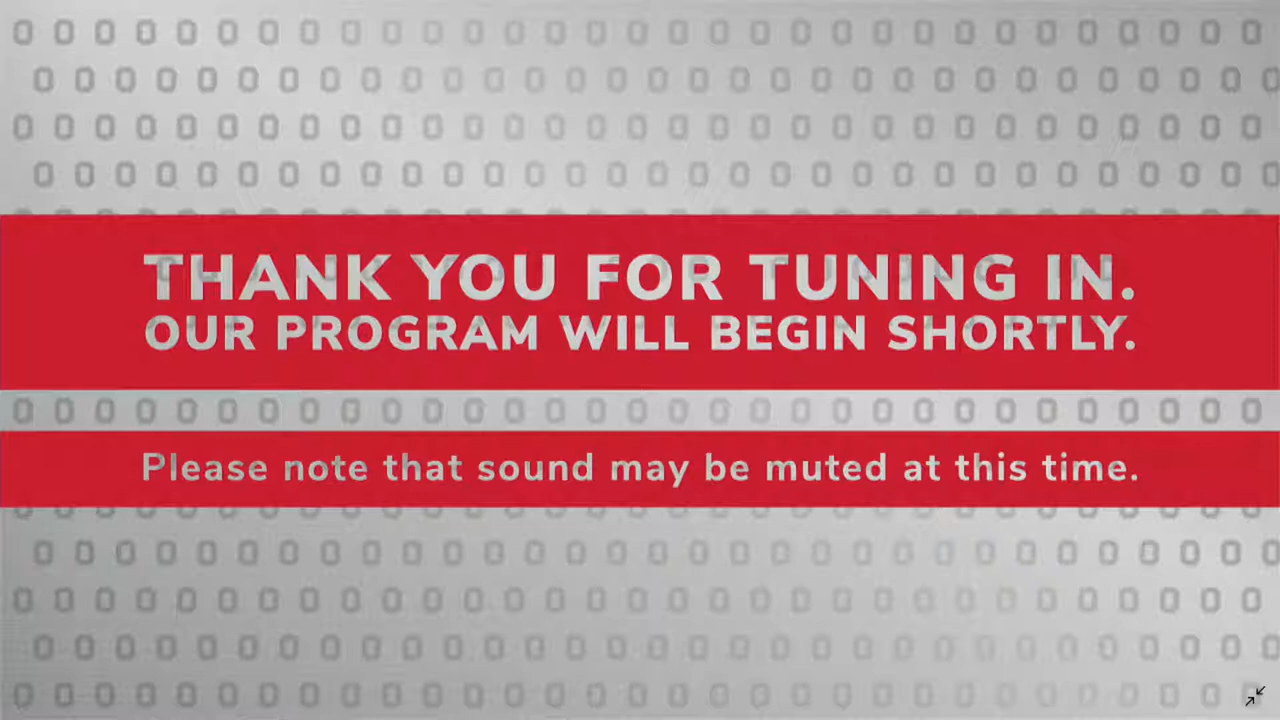 THANK YOU FOR TUNING IN.
OUR PROGRAM WILL BEGIN SHORTLY.
Please note that sound may be muted at this time.